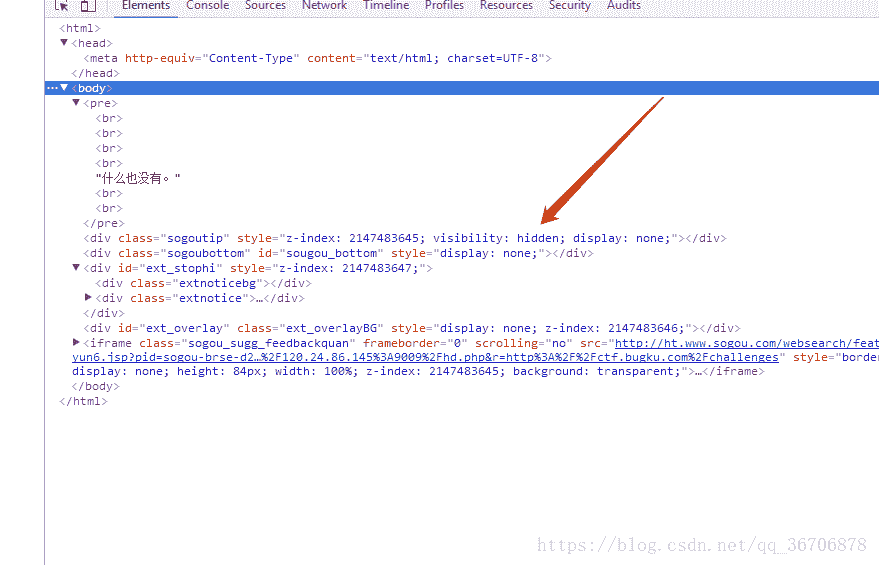 Elements Console Sources Network Timeline Profiles Resources Security Audits
<html>
▼<head>
<meta http-equiv="Content-Type" content="text/html; charset=UTF-8">
</head>
…▼<body>
▼<pre>
<br>
<br>
<br>
<br>
"什么也没有。"
<br>
<br>
</pre>
<div class="sogoutip" style="z-index: 2147483645; visibility: hidden; display: none;"></div>
<div class="sogoubottom" id="sougou_bottom" style="display: none;"></div>
▼<div id="ext_stophi" style="z-index: 2147483647;">
<div class="extnoticebg"></div>
▶<div class="extnotice">…</div>
</div>
<div id="ext_overlay" class="ext_overlayBG" style="display: none; z-index: 2147483646;"></div>
▶<iframe class="sogou_sugg_feedbackquan" frameborder="0" scrolling="no" src="http://ht.www.sogou.com/websearch/feat
yun6.jsp?pid=sogou-brse-d2…%2F120.24.86.145%3A9009%2Fhd.php&r=http%3A%2F%2Fctf.bugku.com%2Fchallenges" style="border
display: none; height: 84px; width: 100%; z-index: 2147483645; background: transparent;">…</iframe>
</body>
</html>
https://blog.csdn.net/qq_36706878